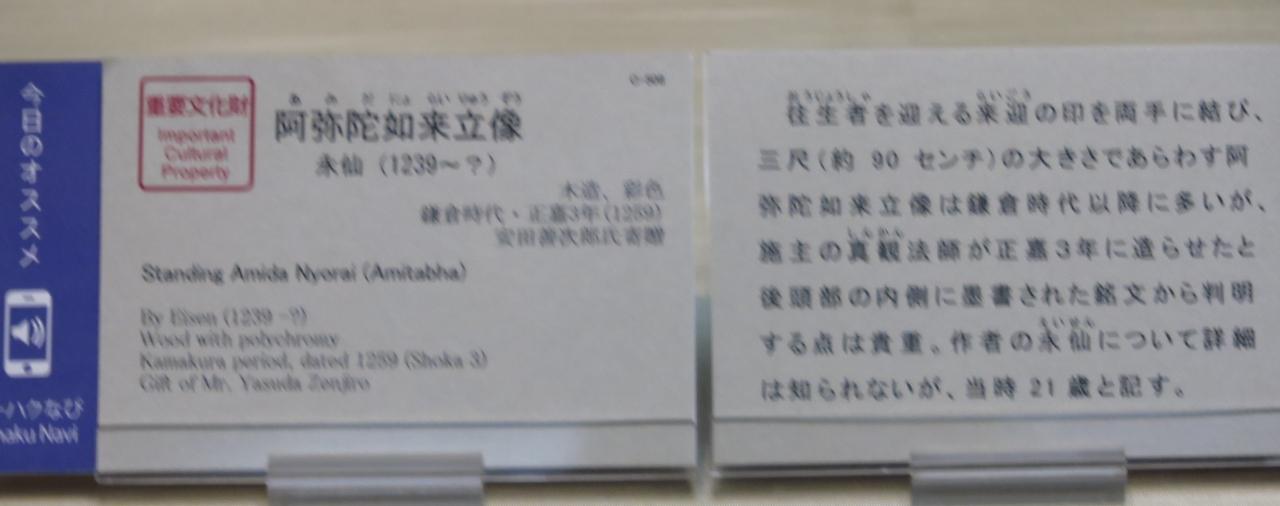 今日のオススメ
ハクなび
aku Navi
重要文化財
Important
Cultural
Property
あみだにょらいりゅうぞう
阿弥陀如来立像
永仙（1239～？）
木造、彩色
鎌倉時代・正嘉3年(1259)
安田善次郎氏寄贈
Standing Amida Nyorai (Amitabha)
By Eisen (1239 -?)
Wood with polychromy
Kamakura period, dated 1259 (Shoka 3)
Gift of Mr. Yasuda Zenjiro
おうじょうしゃ らいごう
往生者を迎える来迎の印を両手に結び、
三尺(約 90 センチ)の大きさであらわす阿
弥陀如来立像は鎌倉時代以降に多いが、
しんかん
施主の真観法師が正嘉3年に造らせたと
後頭部の内側に墨書された銘文から判明
えいせん
する点は貴重。作者の永仙について詳細
は知られないが、当時 21 歳と記す。